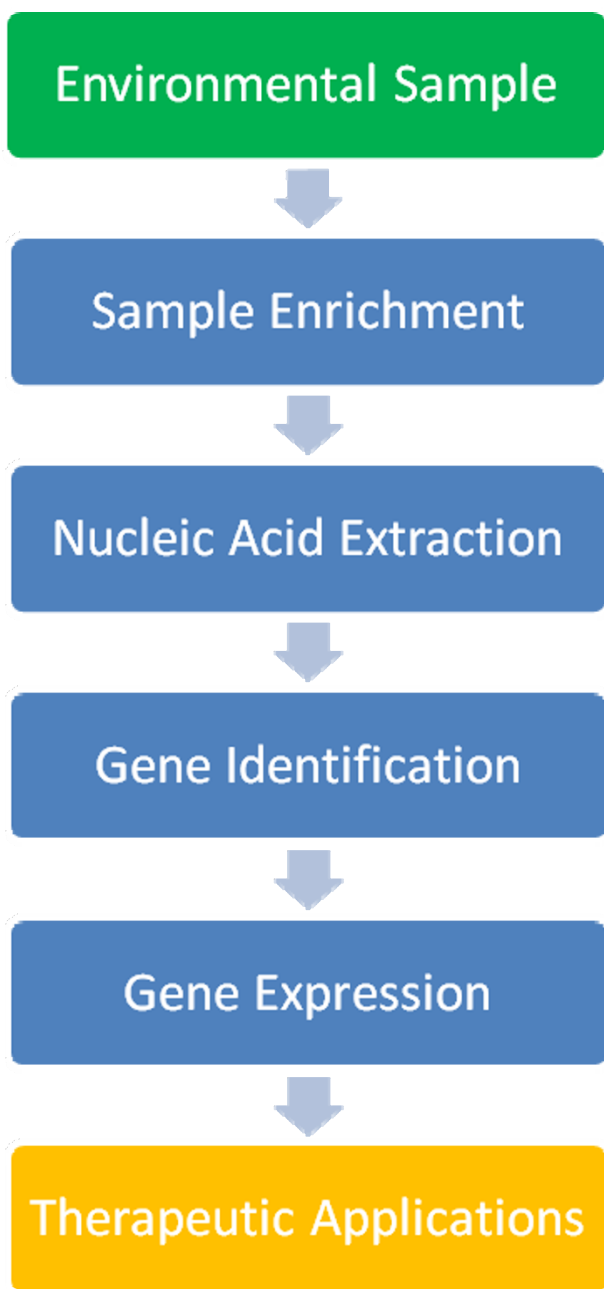 Environmental Sample
Sample Enrichment
Nucleic Acid Extraction
Gene Identification
Gene Expression
Therapeutic Applications